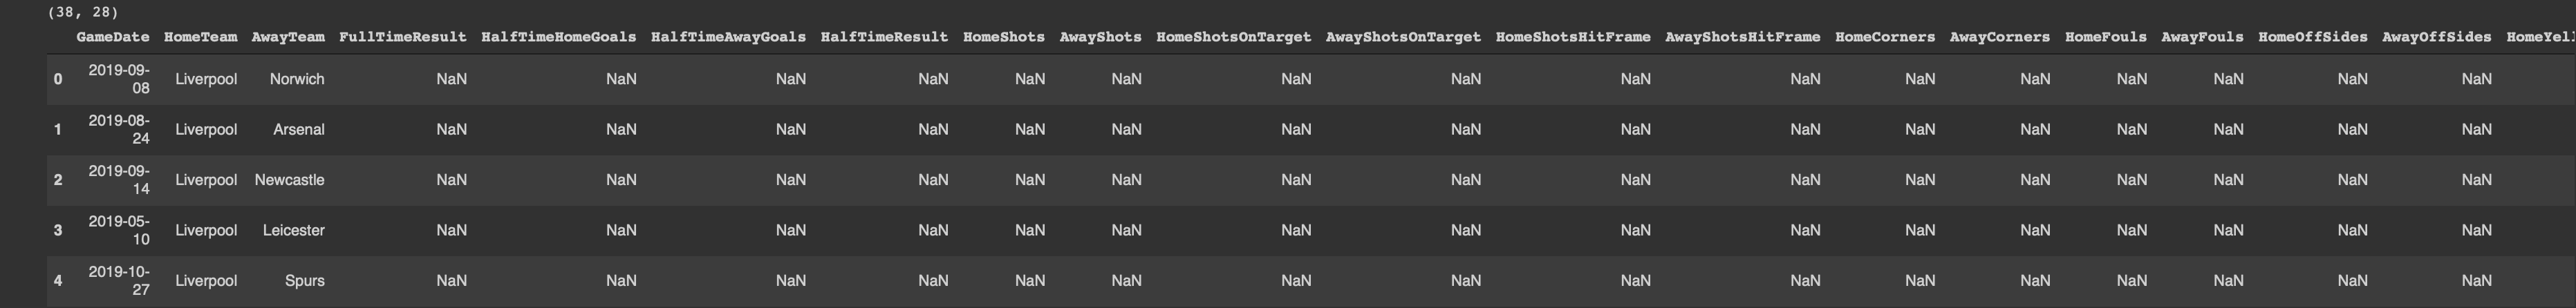 (38, 28)
GameDate HomeTeam AwayTeam FullTimeResult HalfTimeHomeGoals HalfTimeAwayGoals HalfTimeResult HomeShots AwayShots HomeShotsOnTarget AwayShotsOnTarget HomeShotsHitFrame AwayShotsHitFrame HomeCorners AwayCorners HomeFouls AwayFouls HomeOffSides AwayOffSides HomeYell
0 2019-09-08 Liverpool Norwich NaN NaN NaN NaN NaN NaN NaN NaN NaN NaN NaN NaN NaN NaN NaN NaN
1 2019-08-24 Liverpool Arsenal NaN NaN NaN NaN NaN NaN NaN NaN NaN NaN NaN NaN NaN NaN NaN NaN
2 2019-09-14 Liverpool Newcastle NaN NaN NaN NaN NaN NaN NaN NaN NaN NaN NaN NaN NaN NaN NaN NaN
3 2019-05-10 Liverpool Leicester NaN NaN NaN NaN NaN NaN NaN NaN NaN NaN NaN NaN NaN NaN NaN NaN
4 2019-10-27 Liverpool Spurs NaN NaN NaN NaN NaN NaN NaN NaN NaN NaN NaN NaN NaN NaN NaN NaN